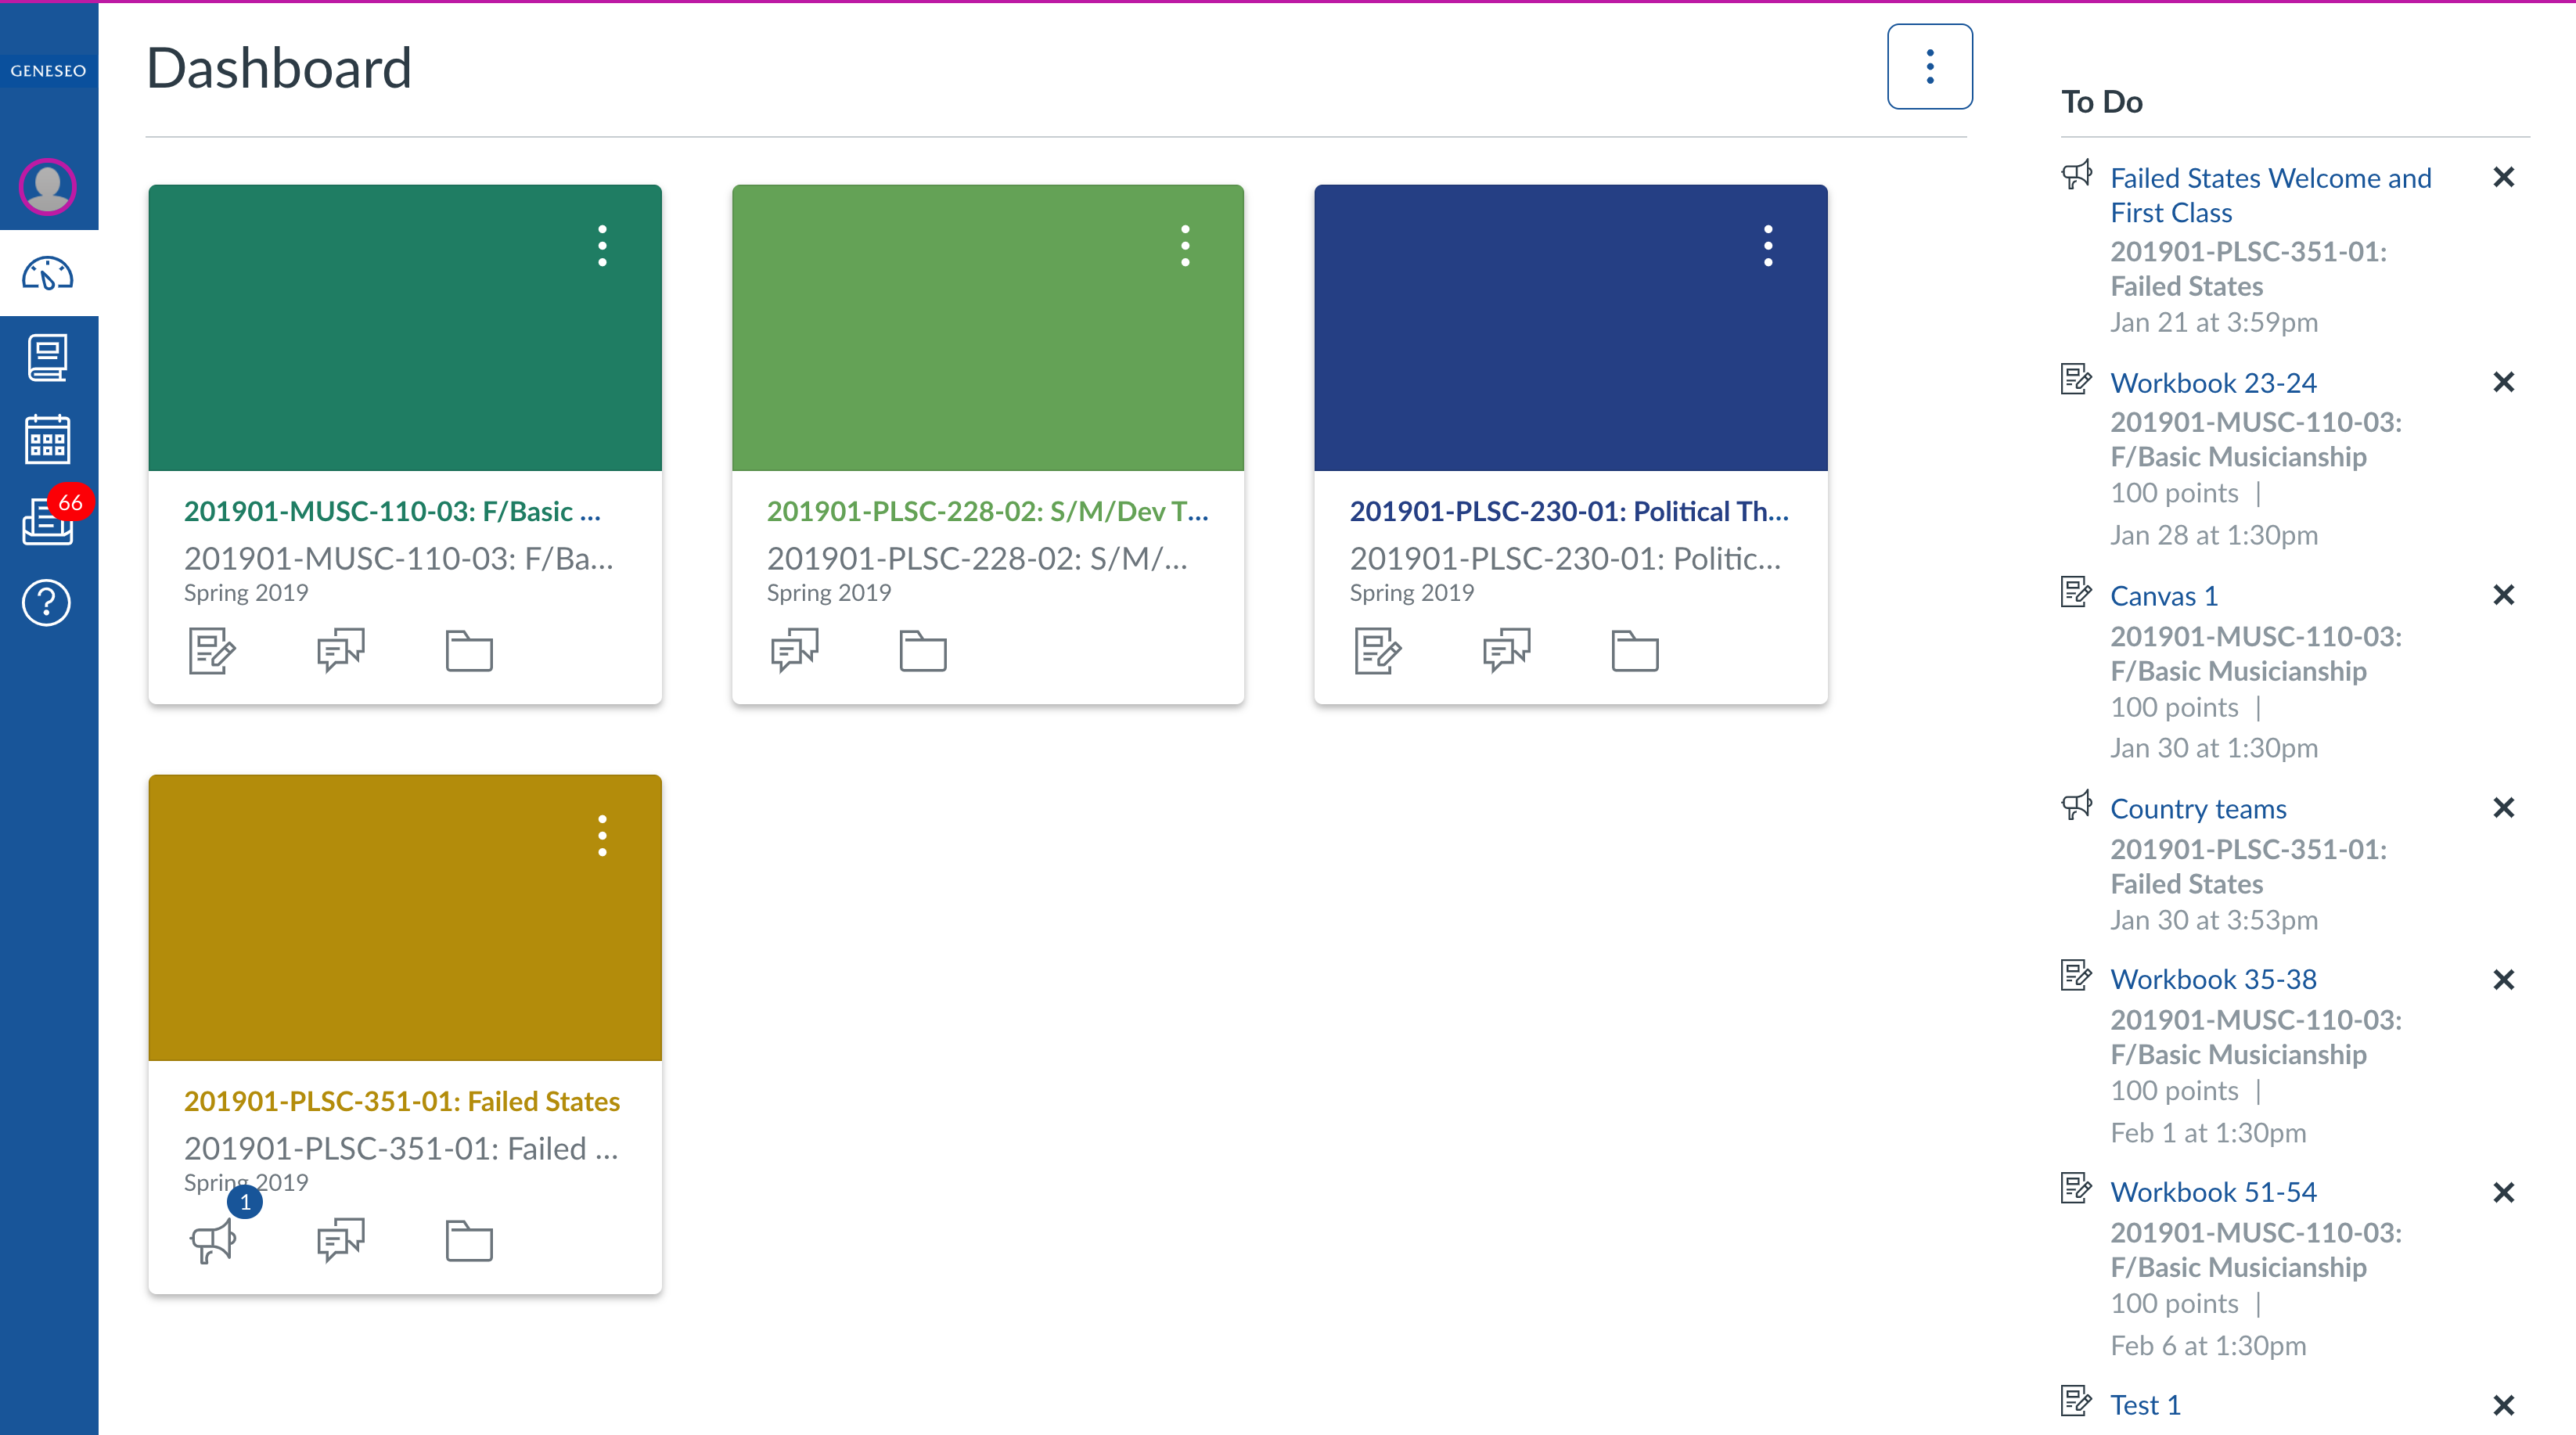 GENESEO
66
Dashboard
201901-MUSC-110-03: F/Basic ...
201901-MUSC-110-03: F/Ba...
Spring 2019
201901-PLSC-228-02: S/M/Dev T...
201901-PLSC-228-02: S/M/...
Spring 2019
201901-PLSC-230-01: Political Th...
201901-PLSC-230-01: Politic...
Spring 2019
201901-PLSC-351-01: Failed States
201901-PLSC-351-01: Failed ...
Spring 2019
1
To Do
Failed States Welcome and
First Class
201901-PLSC-351-01:
Failed States
Jan 21 at 3:59pm
Workbook 23-24
201901-MUSC-110-03:
F/Basic Musicianship
100 points |
Jan 28 at 1:30pm
Canvas 1
201901-MUSC-110-03:
F/Basic Musicianship
100 points |
Jan 30 at 1:30pm
Country teams
201901-PLSC-351-01:
Failed States
Jan 30 at 3:53pm
Workbook 35-38
201901-MUSC-110-03:
F/Basic Musicianship
100 points |
Feb 1 at 1:30pm
Workbook 51-54
201901-MUSC-110-03:
F/Basic Musicianship
100 points |
Feb 6 at 1:30pm
Test 1